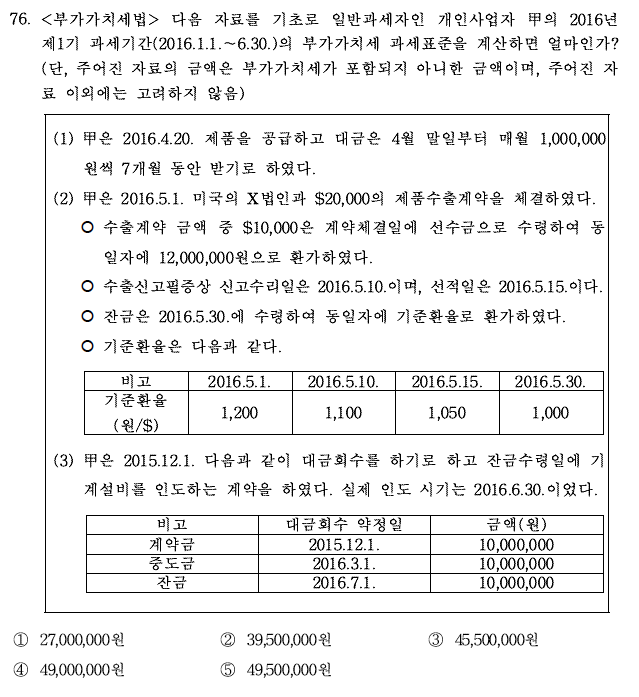 76. <부가가치세법> 다음 자료를 기초로 일반과세자인 개인사업자 甲의 2016년
제1기 과세기간(2016.1.1.~6.30.)의 부가가치세 과세표준을 계산하면 얼마인가?
(단, 주어진 자료의 금액은 부가가치세가 포함되지 아니한 금액이며, 주어진 자
료 이외에는 고려하지 않음)
(1) 甲은 2016.4.20. 제품을 공급하고 대금은 4월 말일부터 매월 1,000,000
원씩 7개월 동안 받기로 하였다.
(2) 甲은 2016.5.1. 미국의 X법인과 $20,000의 제품수출계약을 체결하였다.
○ 수출계약 금액 중 $10,000은 계약체결일에 선수금으로 수령하여 동
일자에 12,000,000원으로 환가하였다.
○ 수출신고필증상 신고수리일은 2016.5.10.이며, 선적일은 2016.5.15.이다.
○ 잔금은 2016.5.30.에 수령하여 동일자에 기준환율로 환가하였다.
○ 기준환율은 다음과 같다.
비고 2016.5.1. 2016.5.10. 2016.5.15. 2016.5.30.
기준환율
(원/$) 1,200 1,100 1,050 1,000
(3) 甲은 2015.12.1. 다음과 같이 대금회수를 하기로 하고 잔금수령일에 기
계설비를 인도하는 계약을 하였다. 실제 인도 시기는 2016.6.30.이었다.
비고 대금회수 약정일 금액(원)
계약금 2015.12.1. 10,000,000
중도금 2016.3.1. 10,000,000
잔금 2016.7.1. 10,000,000
① 27,000,000원 ② 39,500,000원 ③ 45,500,000원
④ 49,000,000원 ⑤ 49,500,000원